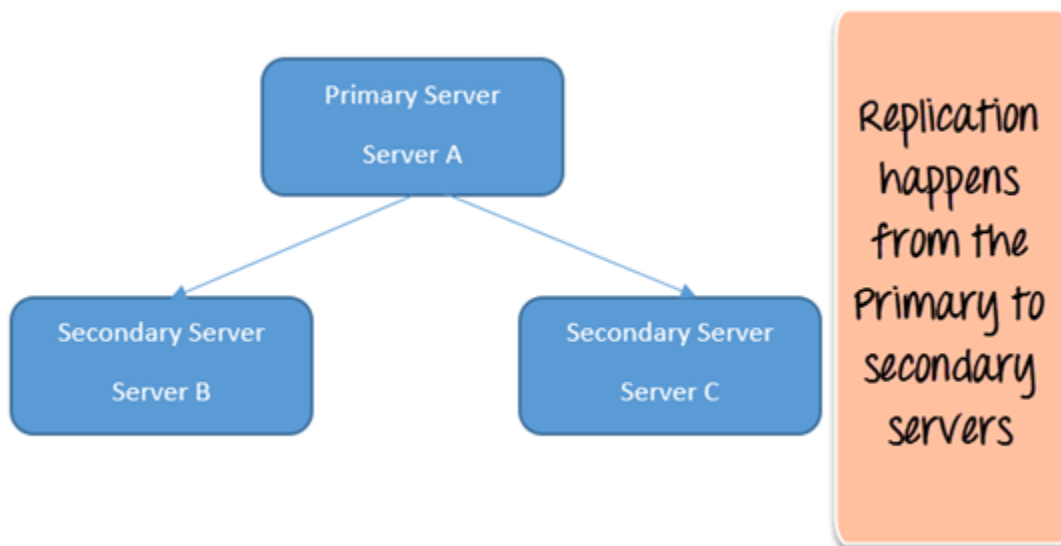 Primary Server
Server A
Secondary Server
Server B
Secondary Server
Server C
Replication
happens
from the
Primary to
secondary
servers